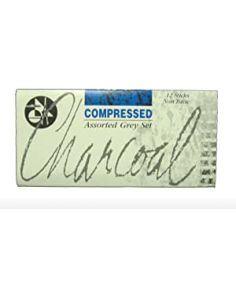 12 Sticks
Non Toxic
COMPRESSED
Assorted Grey Set
Charcoal